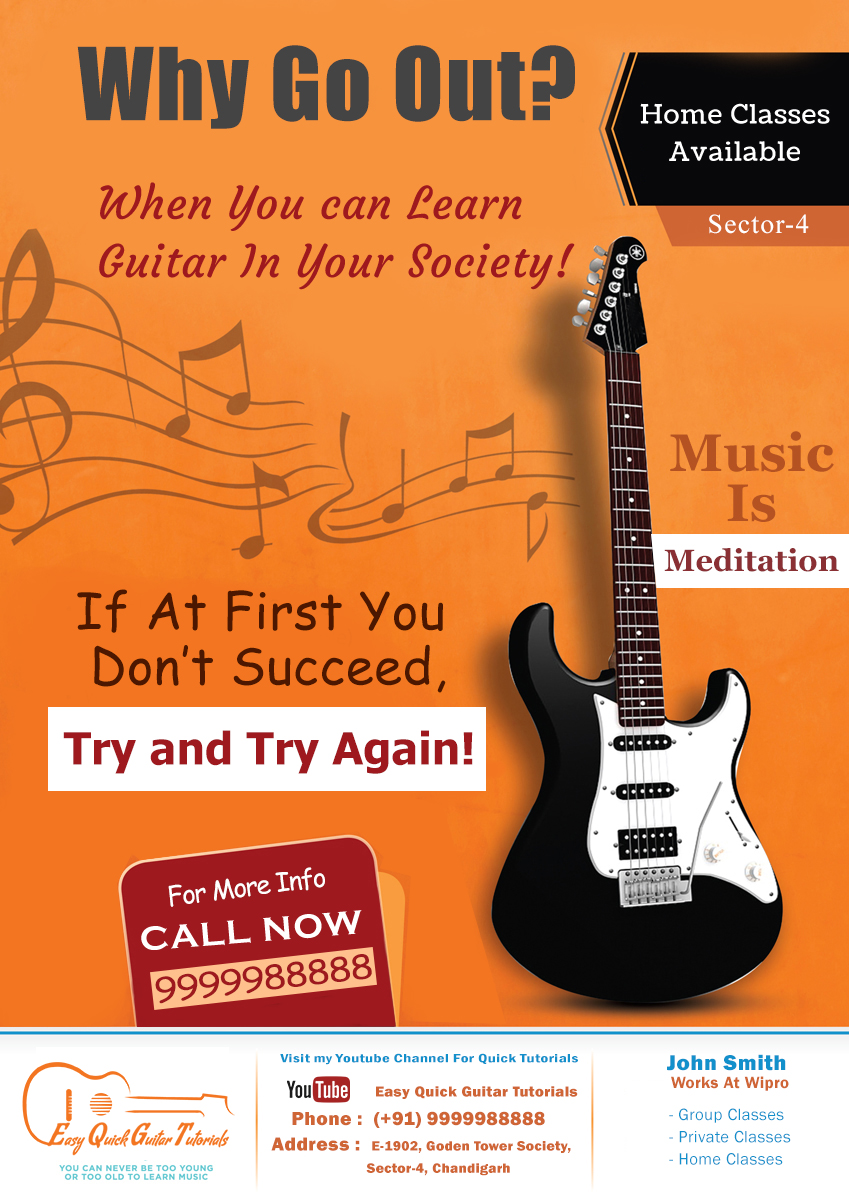 Why Go Out?
Home Classes
Available
Sector-4
When You can Learn
Guitar In Your Society!
Music
Is
Meditation
If At First You
Don't Succeed,
Try and Try Again!
For More Info
CALL NOW
9999988888
Easy Quick Guitar Tutorials
YOU CAN NEVER BE TOO YOUNG
OR TOO OLD TO LEARN MUSIC
Visit my Youtube Channel For Quick Tutorials
YouTube Easy Quick Guitar Tutorials
Phone : (+91) 9999988888
Address : E-1902, Goden Tower Society,
Sector-4, Chandigarh
John Smith
Works At Wipro
- Group Classes
- Private Classes
- Home Classes